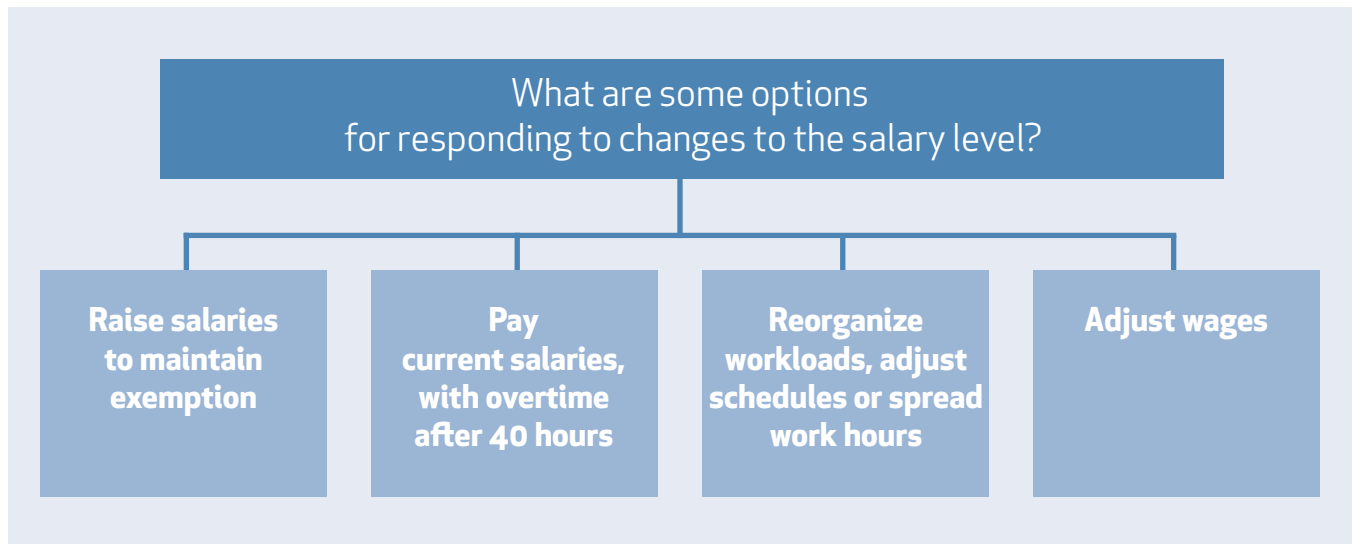 What are some options
for responding to changes to the salary level?
Raise salaries
to maintain
exemption
Pay
current salaries,
with overtime
after 40 hours
Reorganize
workloads, adjust
schedules or spread
work hours
Adjust wages